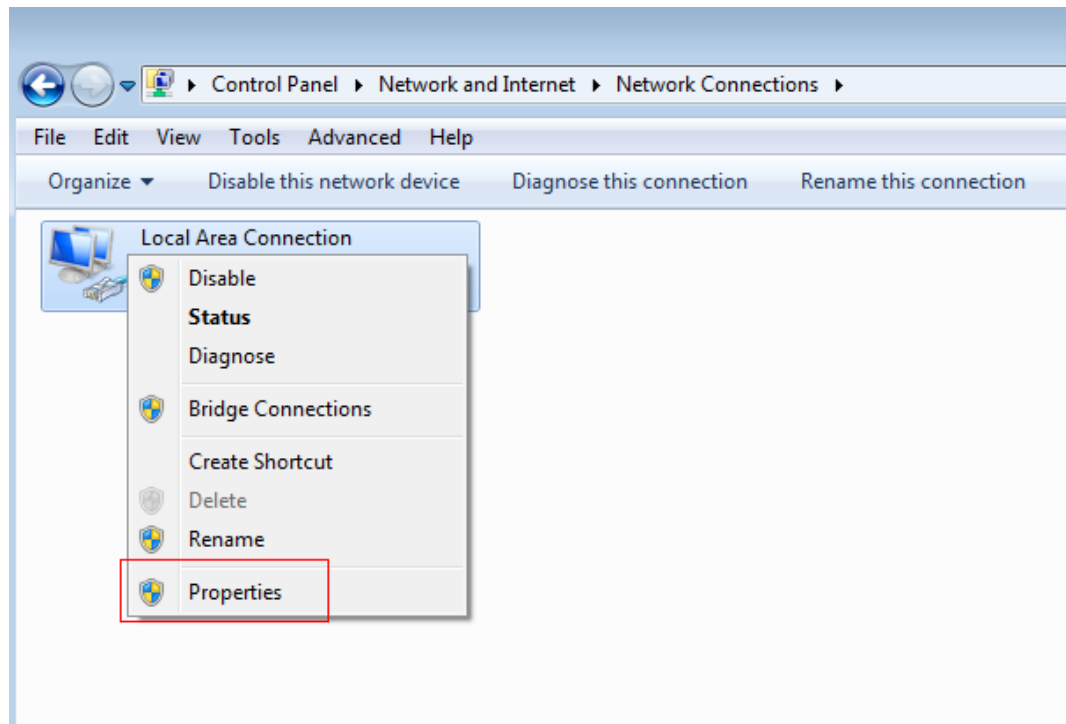 Control Panel Network and Internet Network Connections
File Edit View Tools Advanced Help
Organize Disable this network device Diagnose this connection Rename this connection
Local Area Connection
Disable
Status
Diagnose
Bridge Connections
Create Shortcut
Delete
Rename
Properties